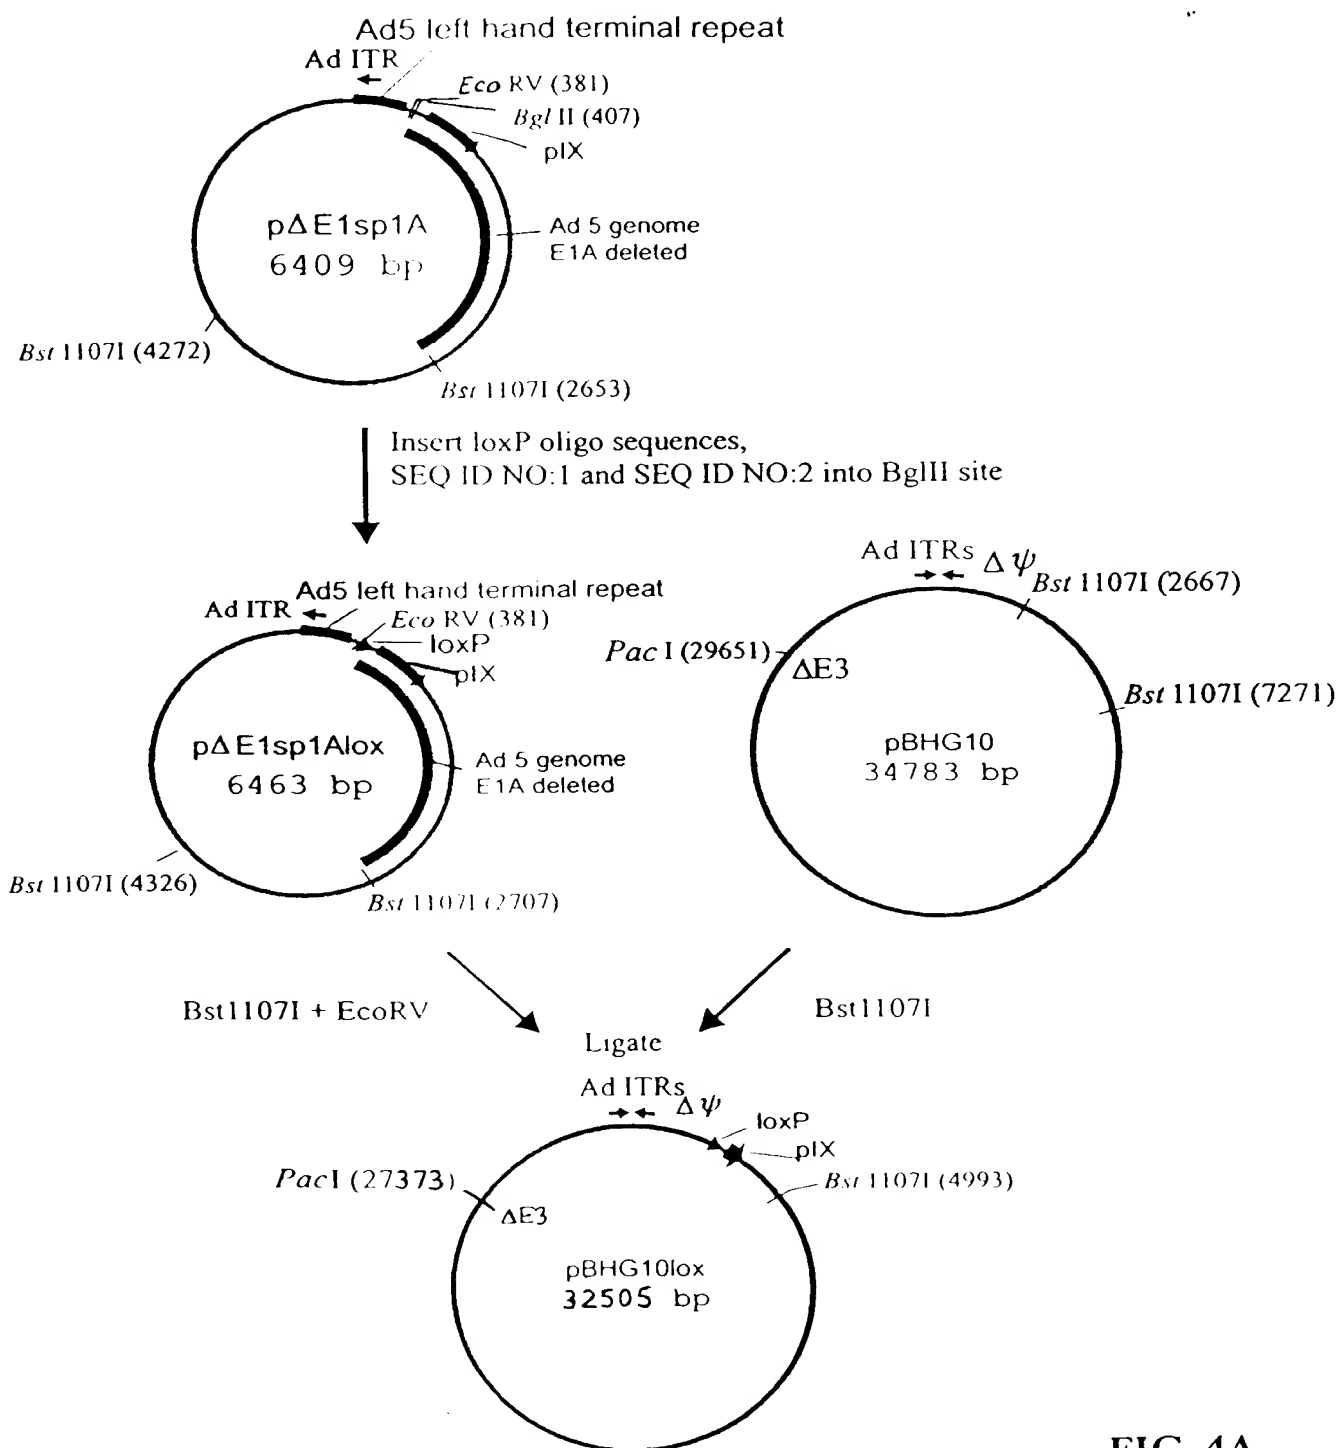 Ad5 left hand terminal repeat
Ad ITR
Eco RV (381)
Bgl II (407)
pIX
pΔE1sp1A
6409 bp
Ad 5 genome
E1A deleted
Bst 1107I (4272)
Bst 1107I (2653)
Insert loxP oligo sequences,
SEQ ID NO:1 and SEQ ID NO:2 into BglII site
Ad5 left hand terminal repeat
Ad ITR
Eco RV (381)
loxP
pIX
pΔE1sp1Alox
6463 bp
Ad 5 genome
E1A deleted
Bst 1107I (4326)
Bst 1107I (2707)
Ad ITRs
Δψ
Bst 1107I (2667)
Pac I (29651)
ΔE3
Bst 1107I (7271)
pBHG10
34783 bp
Bst1107I + EcoRV
Bst1107I
Ligate
Ad ITRs
Δψ
loxP
pIX
PacI (27373)
Bst 1107I (4993)
ΔE3
pBHG10lox
32505 bp
FIG. 4A